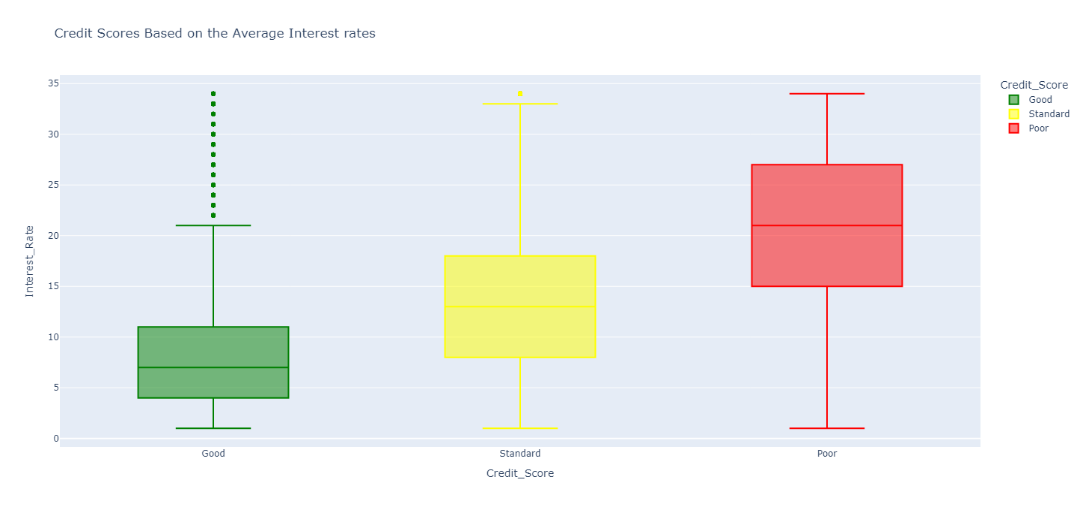 Credit Scores Based on the Average Interest rates
Credit_Score
Good
Standard
Poor
Interest_Rate
35
30
25
20
15
10
5
0
Good Standard Poor
Credit_Score